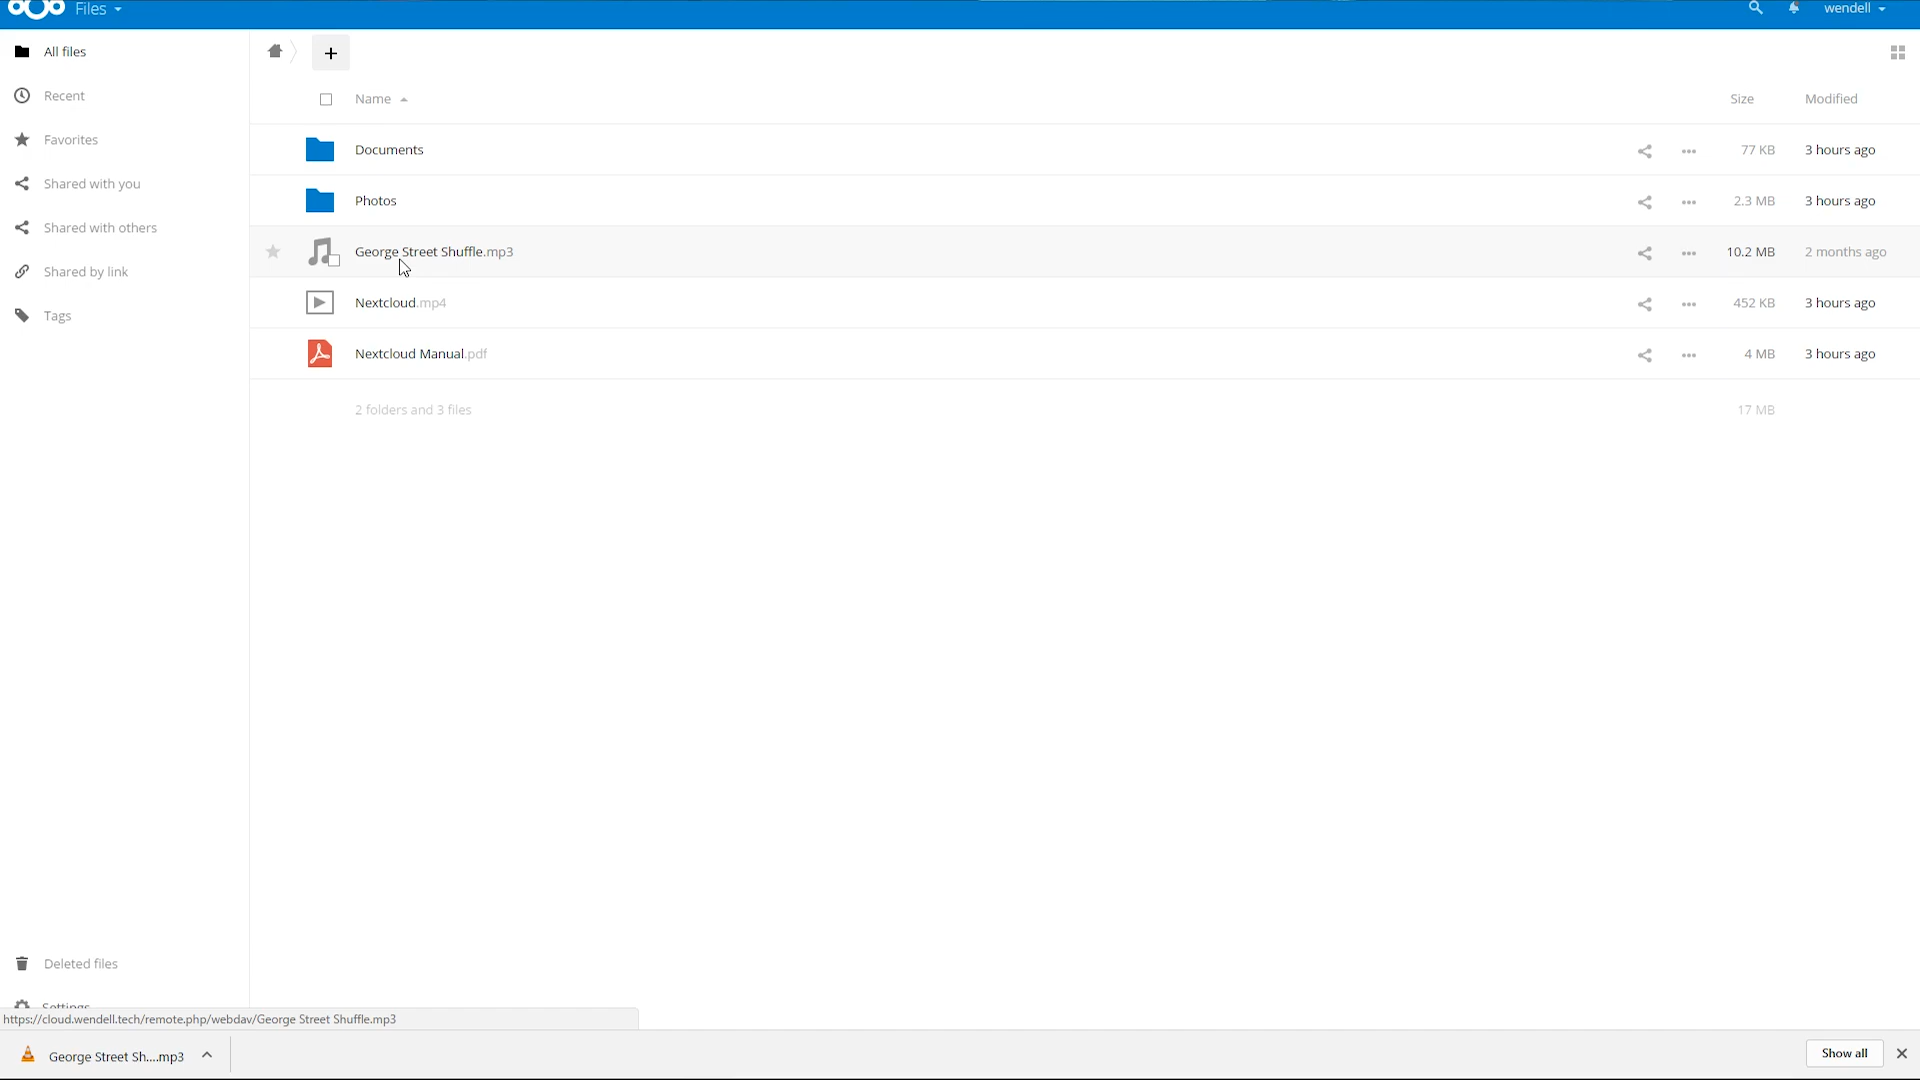 Files
wendell
All files
Recent
Favorites
Shared with you
Shared with others
Shared by link
Tags
Name Size Modified
Documents 77 KB 3 hours ago
Photos 2.3 MB 3 hours ago
George Street Shuffle.mp3 10.2 MB 2 months ago
Nextcloud.mp4 452 KB 3 hours ago
Nextcloud Manual.pdf 4 MB 3 hours ago
2 folders and 3 files 17 MB
Deleted files
Settings
https://cloud.wendell.tech/remote.php/webdav/George Street Shuffle.mp3
George Street Sh....mp3
Show all